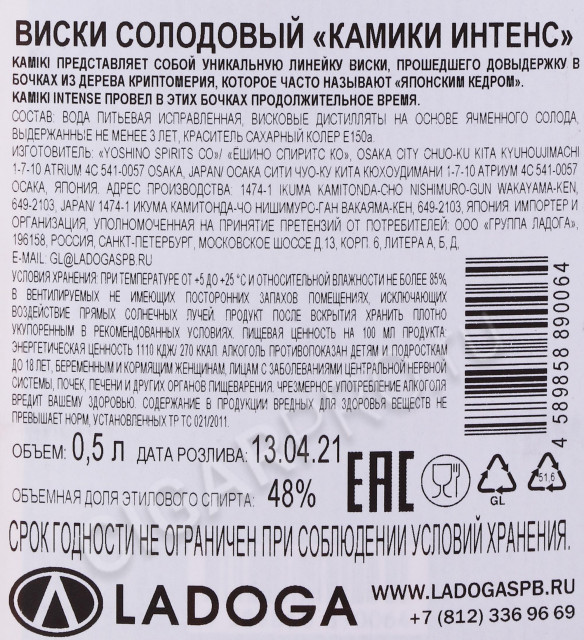 ВИСКИ СОЛОДОВЫЙ «КАМИКИ ИНТЕНС»
KAMIKI ПРЕДСТАВЛЯЕТ СОБОЙ УНИКАЛЬНУЮ ЛИНЕЙКУ ВИСКИ, ПРОШЕДШЕГО ДОВЫДЕРЖКУ В
БОЧКАХ ИЗ ДЕРЕВА КРИПТОМЕРИЯ, КОТОРОЕ ЧАСТО НАЗЫВАЮТ «ЯПОНСКИМ КЕДРОМ».
KAMIKI INTENSE ПРОВЕЛ В ЭТИХ БОЧКАХ ПРОДОЛЖИТЕЛЬНОЕ ВРЕМЯ.
СОСТАВ: ВОДА ПИТЬЕВАЯ ИСПРАВЛЕННАЯ, ВИСКОВЫЕ ДИСТИЛЛЯТЫ НА ОСНОВЕ ЯЧМЕННОГО СОЛОДА,
ВЫДЕРЖАННЫЕ НЕ МЕНЕЕ 3 ЛЕТ, КРАСИТЕЛЬ САХАРНЫЙ КОЛЕР Е150а.
ИЗГОТОВИТЕЛЬ: «YOSHINO SPIRITS CO»/ «ЕШИНО СПИРИТС КО», OSAKA CITY CHUO-KU KITA KYUHOUJIMACHI
1-7-10 ATRIUM 4C 541-0057 OSAKA, JAPAN/ ОСАКА СИТИ ЧУО-КУ КИТА КЮХОУДИМАНИ 1-7-10 АТРИУМ 4С 541-0057
ОСАКА, ЯПОНИЯ. АДРЕС ПРОИЗВОДСТВА: 1474-1 IKUMA KAMITONDA-CHO NISHIMURO-GUN WAKAYAMA-KEN,
649-2103, JAPAN/ 1474-1 ИКУМА КАМИТОНДА-ЧО НИШИМУРО-ГАН ВАКАЯМА-КЕН, 649-2103, ЯПОНИЯ. ИМПОРТЕР И
ОРГАНИЗАЦИЯ, УПОЛНОМОЧЕННАЯ НА ПРИНЯТИЕ ПРЕТЕНЗИЙ ОТ ПОТРЕБИТЕЛЕЙ: ООО «ГРУППА ЛАДОГА»,
196158, РОССИЯ, САНКТ-ПЕТЕРБУРГ, МОСКОВСКОЕ ШОССЕ Д.13, КОРП. 6, ЛИТЕРА А, Б, Д,
E-MAIL: GL@LADOGASPB.RU
УСЛОВИЯ ХРАНЕНИЯ: ПРИ ТЕМПЕРАТУРЕ ОТ +5 ДО +25 °С И ОТНОСИТЕЛЬНОЙ ВЛАЖНОСТИ НЕ БОЛЕЕ 85%,
В ВЕНТИЛИРУЕМЫХ НЕ ИМЕЮЩИХ ПОСТОРОННИХ ЗАПАХОВ ПОМЕЩЕНИЯХ, ИСКЛЮЧАЮЩИХ
ВОЗДЕЙСТВИЕ ПРЯМЫХ СОЛНЕЧНЫХ ЛУЧЕЙ. ПРОДУКТ ПОСЛЕ ВСКРЫТИЯ ХРАНИТЬ ПЛОТНО
УКУПОРЕННЫМ В РЕКОМЕНДОВАННЫХ УСЛОВИЯХ. ПИЩЕВАЯ ЦЕННОСТЬ НА 100 МЛ ПРОДУКТА:
ЭНЕРГЕТИЧЕСКАЯ ЦЕННОСТЬ 1110 КДЖ/ 270 ККАЛ. АЛКОГОЛЬ ПРОТИВОПОКАЗАН ДЕТЯМ И ПОДРОСТКАМ
ДО 18 ЛЕТ, БЕРЕМЕННЫМ И КОРМЯЩИМ ЖЕНЩИНАМ, ЛИЦАМ С ЗАБОЛЕВАНИЯМИ ЦЕНТРАЛЬНОЙ НЕРВНОЙ
СИСТЕМЫ, ПОЧЕК, ПЕЧЕНИ И ДРУГИХ ОРГАНОВ ПИЩЕВАРЕНИЯ. ЧРЕЗМЕРНОЕ УПОТРЕБЛЕНИЕ АЛКОГОЛЯ
ВРЕДИТ ВАШЕМУ ЗДОРОВЬЮ. СОДЕРЖАНИЕ В ПРОДУКЦИИ ВРЕДНЫХ ДЛЯ ЗДОРОВЬЯ ВЕЩЕСТВ НЕ
ПРЕВЫШАЕТ НОРМ, УСТАНОВЛЕННЫХ ТР ТС 021/2011.
4 589858 890064
ОБЪЕМ: 0,5 Л ДАТА РОЗЛИВА: 13.04.21
ОБЪЕМНАЯ ДОЛЯ ЭТИЛОВОГО СПИРТА: 48%
EAC
GL
51,6
СРОК ГОДНОСТИ НЕ ОГРАНИЧЕН ПРИ СОБЛЮДЕНИИ УСЛОВИЙ ХРАНЕНИЯ.
LADOGA
WWW.LADOGASPB.RU
+7 (812) 336 96 69